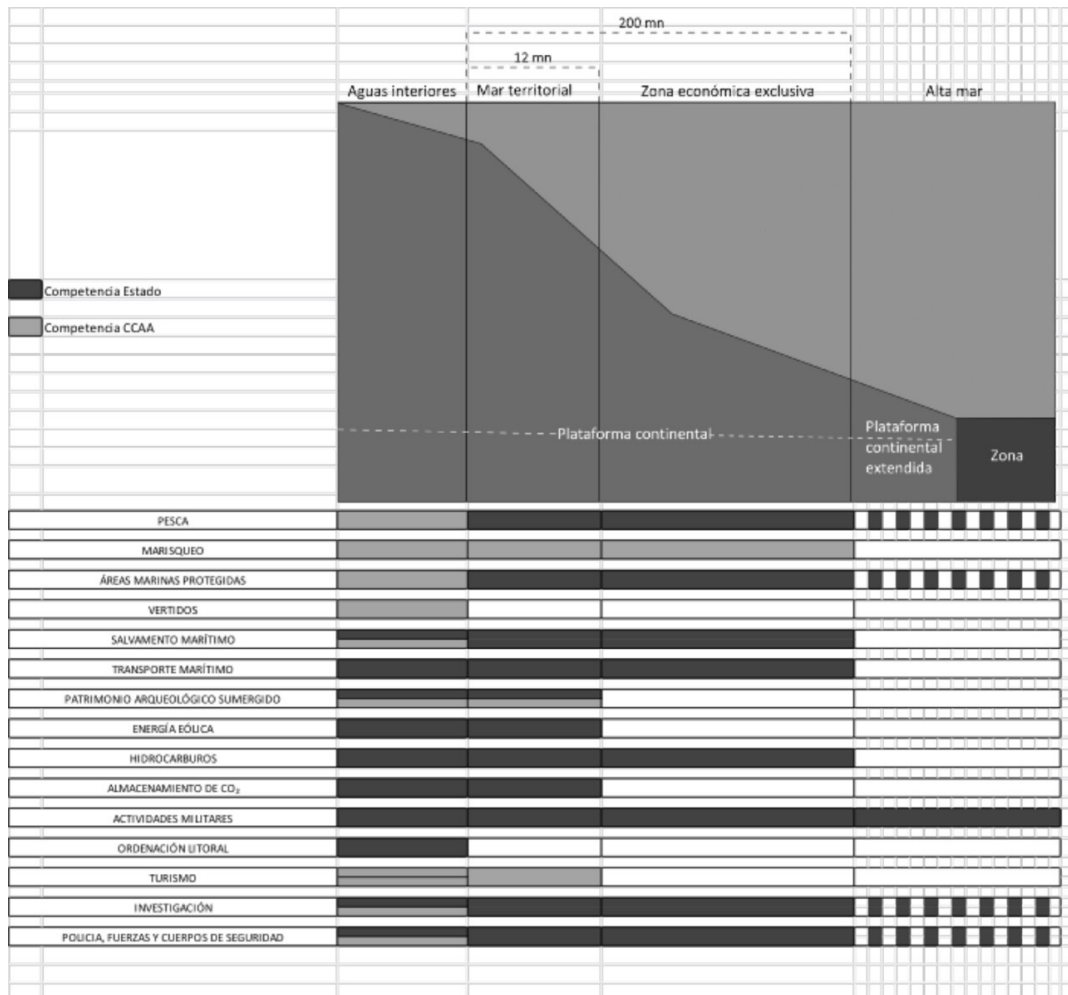 200 mn
12 mn
Aguas interiores
Mar territorial
Zona económica exclusiva
Alta mar
Competencia Estado
Competencia CCAA
Plataforma continental
Plataforma
continental
extendida
Zona
PESCA
MARISQUEO
ÁREAS MARINAS PROTEGIDAS
VERTIDOS
SALVAMENTO MARÍTIMO
TRANSPORTE MARÍTIMO
PATRIMONIO ARQUEOLÓGICO SUMERGIDO
ENERGÍA EÓLICA
HIDROCARBUROS
ALMACENAMIENTO DE CO₂
ACTIVIDADES MILITARES
ORDENACIÓN LITORAL
TURISMO
INVESTIGACIÓN
POLICIA, FUERZAS Y CUERPOS DE SEGURIDAD